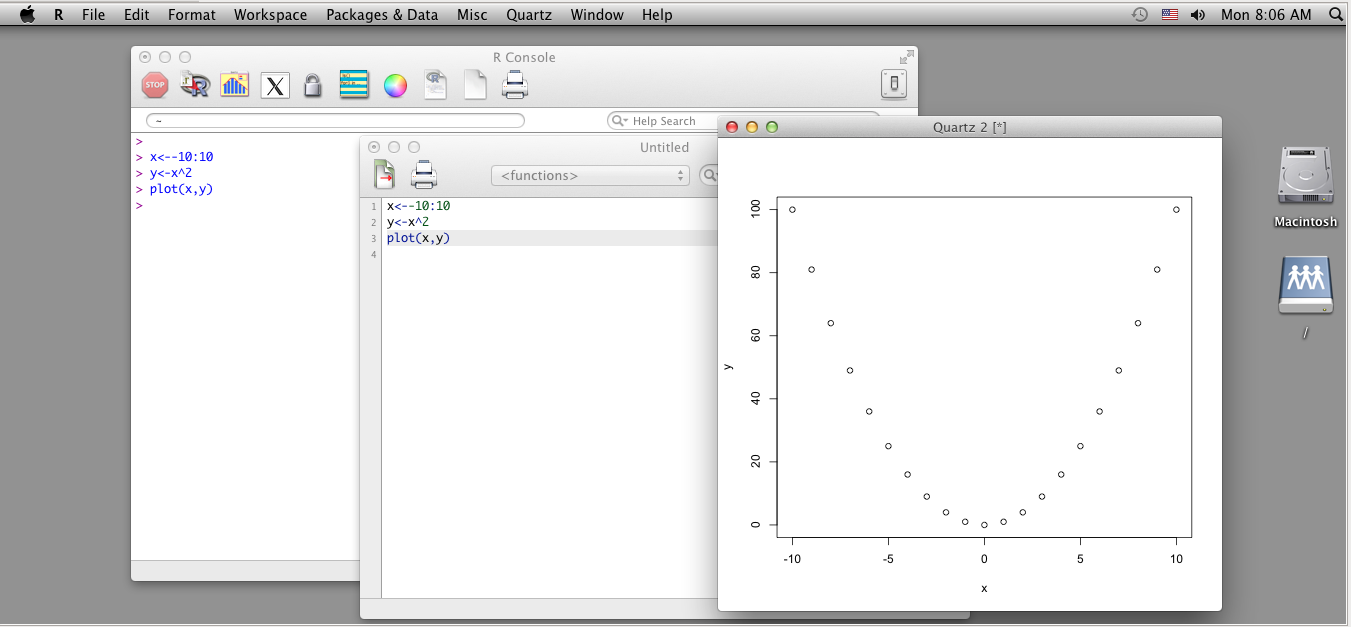 R File Edit Format Workspace Packages & Data Misc Quartz Window Help Mon 8:06 AM
R Console
STOP
X
~
Help Search
>
> x<--10:10
> y<-x^2
> plot(x,y)
>
Untitled
<functions>
1 x<--10:10
2 y<-x^2
3 plot(x,y)
4
Quartz 2 [*]
100
80
60
40
20
0
y
-10 -5 0 5 10
x
Macintosh
/